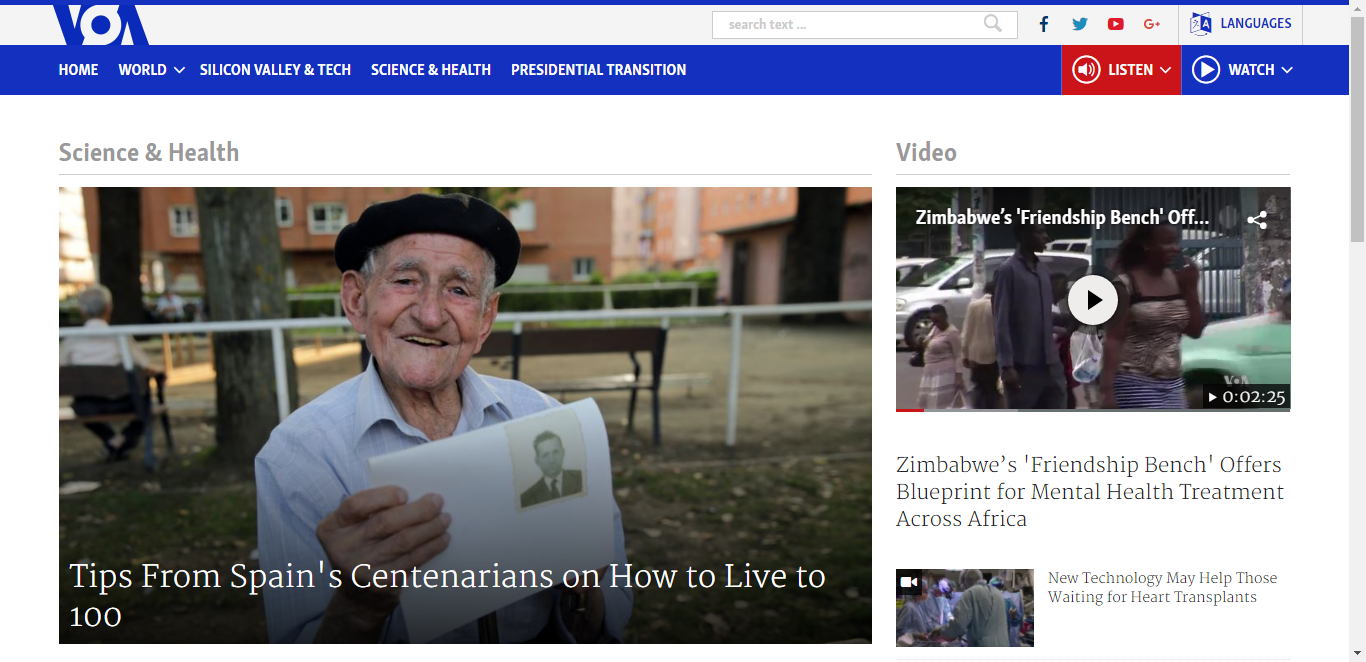 VOA
search text ...
G+
LANGUAGES
HOME WORLD SILICON VALLEY & TECH SCIENCE & HEALTH PRESIDENTIAL TRANSITION
LISTEN
WATCH
Science & Health
Tips From Spain's Centenarians on How to Live to
100
Video
Zimbabwe’s 'Friendship Bench' Off...
VOA
0:02:25
Zimbabwe’s 'Friendship Bench' Offers
Blueprint for Mental Health Treatment
Across Africa
New Technology May Help Those
Waiting for Heart Transplants